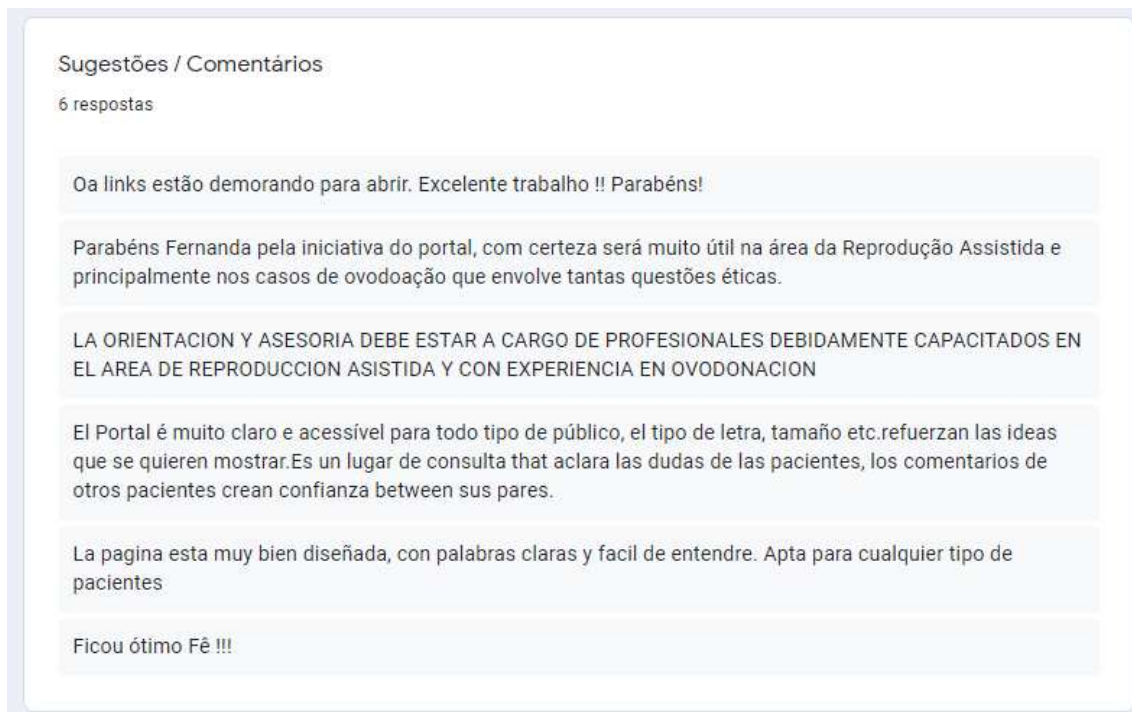 Sugestões / Comentários
6 respostas
Oa links estão demorando para abrir. Excelente trabalho !! Parabéns!
Parabéns Fernanda pela iniciativa do portal, com certeza será muito útil na área da Reprodução Assistida e
principalmente nos casos de ovodoação que envolve tantas questões éticas.
LA ORIENTACION Y ASESORIA DEBE ESTAR A CARGO DE PROFESIONALES DEBIDAMENTE CAPACITADOS EN
EL AREA DE REPRODUCCION ASISTIDA Y CON EXPERIENCIA EN OVODONACION
El Portal é muito claro e acessível para todo tipo de público, el tipo de letra, tamaño etc.refuerzan las ideas
que se quieren mostrar.Es un lugar de consulta that aclara las dudas de las pacientes, los comentarios de
otros pacientes crean confianza between sus pares.
La pagina esta muy bien diseñada, con palabras claras y facil de entendre. Apta para cualquier tipo de
pacientes
Ficou ótimo Fê !!!